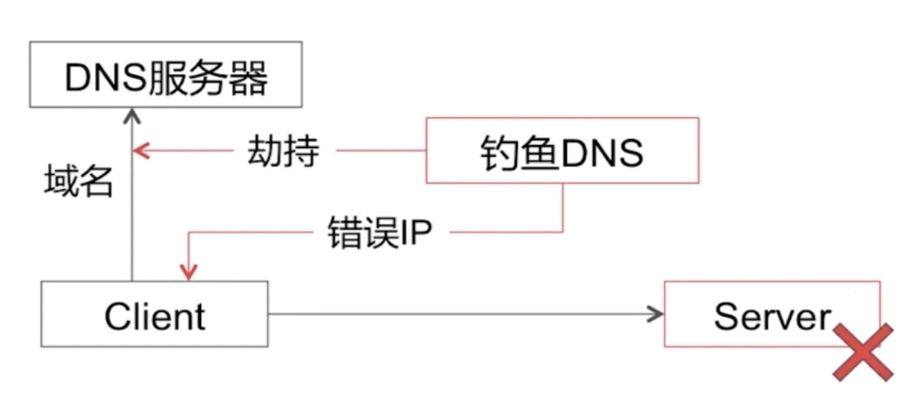 DNS服务器
劫持
钓鱼DNS
域名
错误IP
Client
Server